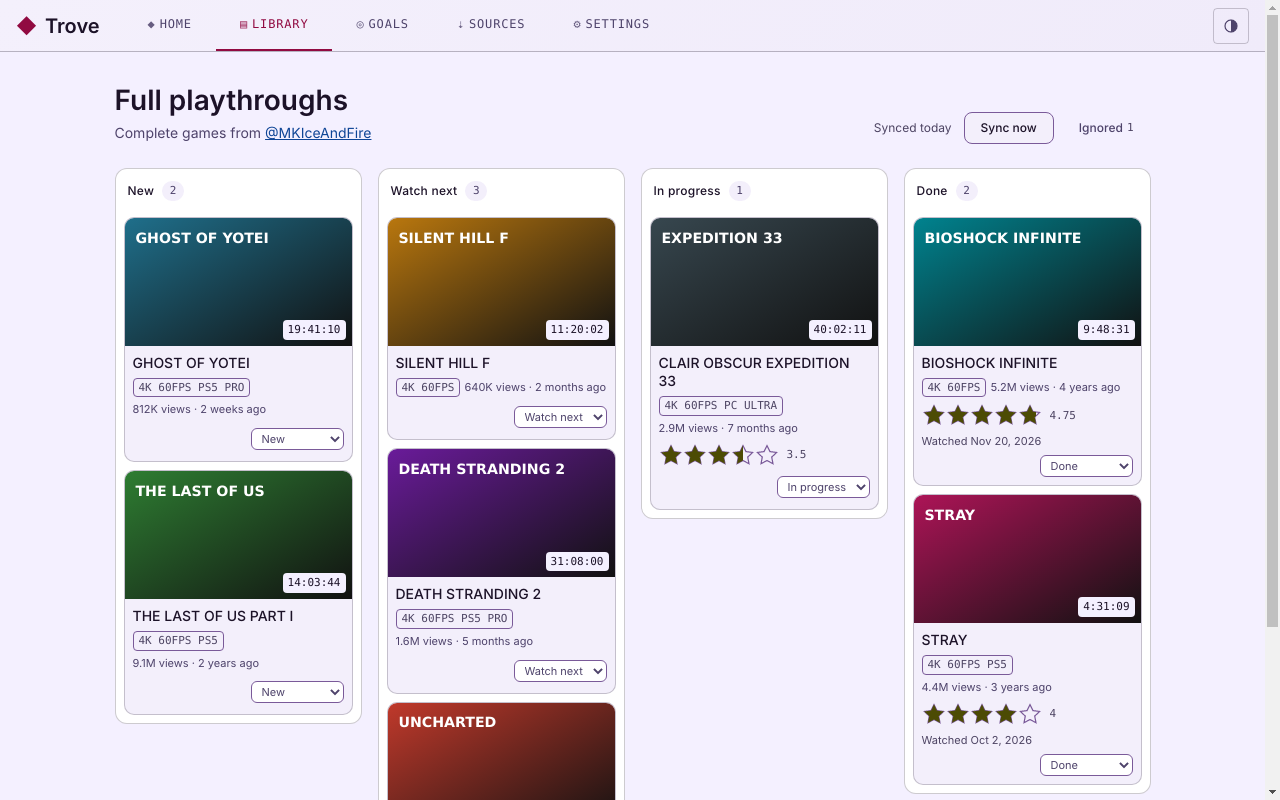 Trove
HOME
LIBRARY
GOALS
SOURCES
SETTINGS
Full playthroughs
Complete games from @MKIceAndFire
Synced today
Sync now
Ignored 1
New 2
GHOST OF YOTEI
19:41:10
GHOST OF YOTEI
4K 60FPS PS5 PRO
812K views · 2 weeks ago
New
THE LAST OF US
14:03:44
THE LAST OF US PART I
4K 60FPS PS5
9.1M views · 2 years ago
New
Watch next 3
SILENT HILL F
11:20:02
SILENT HILL F
4K 60FPS 640K views · 2 months ago
Watch next
DEATH STRANDING 2
31:08:00
DEATH STRANDING 2
4K 60FPS PS5 PRO
1.6M views · 5 months ago
Watch next
UNCHARTED
In progress 1
EXPEDITION 33
40:02:11
CLAIR OBSCUR EXPEDITION
33
4K 60FPS PC ULTRA
2.9M views · 7 months ago
3.5
In progress
Done 2
BIOSHOCK INFINITE
9:48:31
BIOSHOCK INFINITE
4K 60FPS 5.2M views · 4 years ago
4.75
Watched Nov 20, 2026
Done
STRAY
4:31:09
STRAY
4K 60FPS PS5
4.4M views · 3 years ago
4
Watched Oct 2, 2026
Done